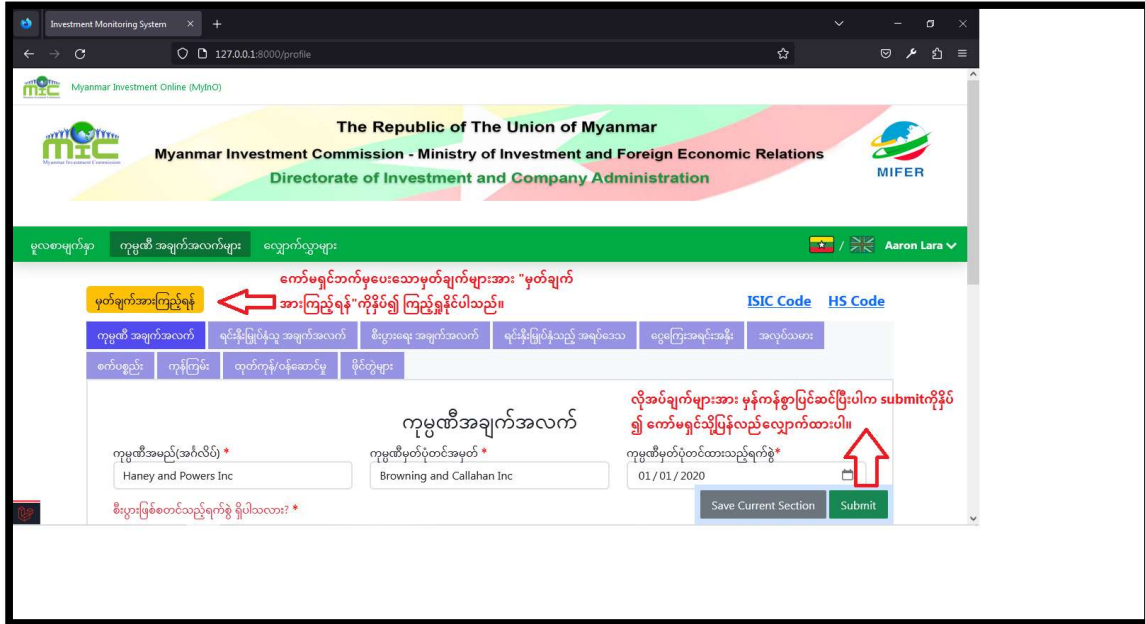 Investment Monitoring System
127.0.0.1:8000/profile
Myanmar Investment Online (MyInO)
The Republic of The Union of Myanmar
Myanmar Investment Commission - Ministry of Investment and Foreign Economic Relations
Directorate of Investment and Company Administration
MIC
Myanmar Investment Commission
MIFER
မူလစာမျက်နှာ ကုမ္ပဏီ အချက်အလက်များ လျှောက်လွှာများ / Aaron Lara
ကော်မရှင်ဘက်မှပေးသောမှတ်ချက်များအား "မှတ်ချက်
အားကြည့်ရန်"ကိုနှိပ်၍ ကြည့်ရှုနိုင်ပါသည်။
မှတ်ချက်အားကြည့်ရန်
ISIC Code HS Code
ကုမ္ပဏီ အချက်အလက် ရင်းနှီးမြှုပ်နှံသူ အချက်အလက် စီးပွားရေး အချက်အလက် ရင်းနှီးမြှုပ်နှံသည့် အရပ်ဒေသ ငွေကြေးအရင်းအနှီး အလုပ်သမား
စက်ပစ္စည်း ကုန်ကြမ်း ထုတ်ကုန်/ဝန်ဆောင်မှု ဖိုင်တွဲများ
လိုအပ်ချက်များအား မှန်ကန်စွာပြင်ဆင်ပြီးပါက submitကိုနှိပ်
၍ ကော်မရှင်သို့ပြန်လည်လျှောက်ထားပါ။
ကုမ္ပဏီအချက်အလက်
ကုမ္ပဏီအမည်(အင်္ဂလိပ်) * ကုမ္ပဏီမှတ်ပုံတင်အမှတ် * ကုမ္ပဏီမှတ်ပုံတင်ထားသည့်ရက်စွဲ*
Haney and Powers Inc Browning and Callahan Inc 01/01/2020
စီးပွားဖြစ်စတင်သည့်ရက်စွဲ ရှိပါသလား? *
Save Current Section Submit